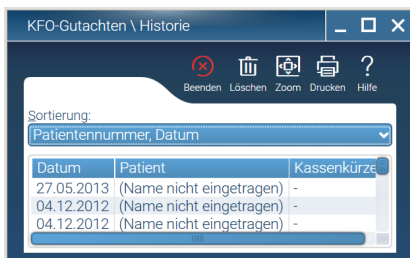 KFO-Gutachten \ Historie
Beenden Löschen Zoom Drucken Hilfe
Sortierung:
Patientennummer, Datum
Datum Patient Kassenkürze
27.05.2013 (Name nicht eingetragen) -
04.12.2012 (Name nicht eingetragen) -
04.12.2012 (Name nicht eingetragen) -